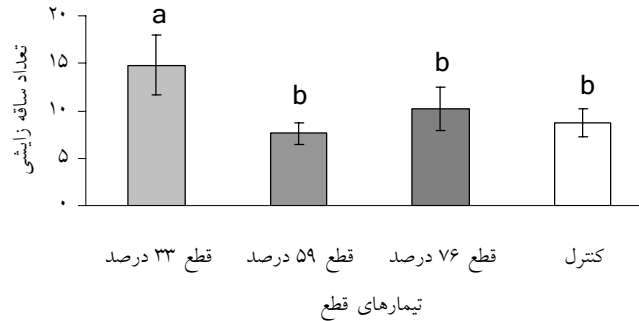 تعداد ساقه زایشی
۲۰
۱۵
۱۰
۵
۰
a
b
b
b
قطع ۳۳ درصد
قطع ۵۹ درصد
قطع ۷۶ درصد
کنترل
تیمارهای قطع